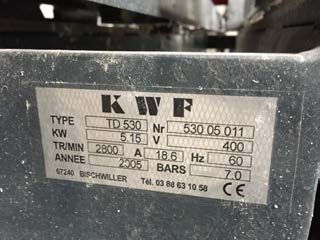 KWF
TYPE TD 530 Nr 530 05 011
KW 5.15 V 400
TR/MIN 2800 A 18.6 Hz 60
ANNEE 2005 BARS 7.0
67240 BISCHWILLER Tél. 03 88 63 10 58 CE